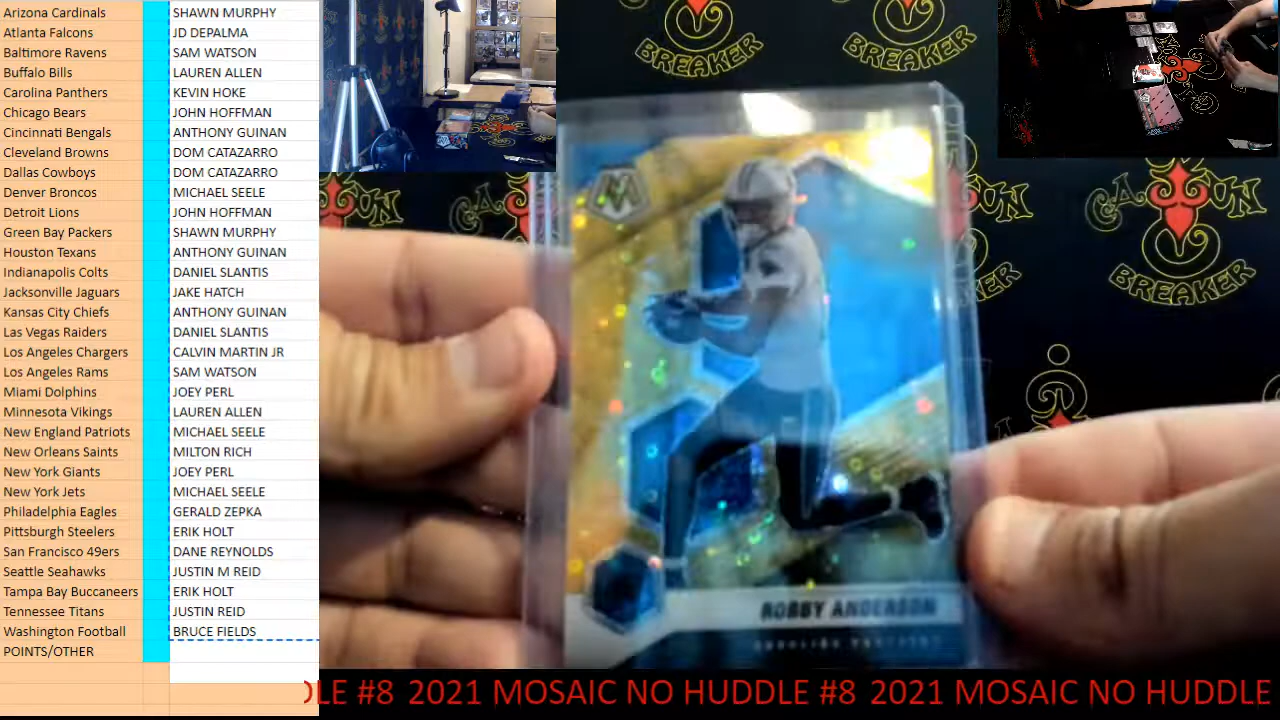 Arizona Cardinals SHAWN MURPHY
Atlanta Falcons JD DEPALMA
Baltimore Ravens SAM WATSON
Buffalo Bills LAUREN ALLEN
Carolina Panthers KEVIN HOKE
Chicago Bears JOHN HOFFMAN
Cincinnati Bengals ANTHONY GUINAN
Cleveland Browns DOM CATAZARRO
Dallas Cowboys DOM CATAZARRO
Denver Broncos MICHAEL SEELE
Detroit Lions JOHN HOFFMAN
Green Bay Packers SHAWN MURPHY
Houston Texans ANTHONY GUINAN
Indianapolis Colts DANIEL SLANTIS
Jacksonville Jaguars JAKE HATCH
Kansas City Chiefs ANTHONY GUINAN
Las Vegas Raiders DANIEL SLANTIS
Los Angeles Chargers CALVIN MARTIN JR
Los Angeles Rams SAM WATSON
Miami Dolphins JOEY PERL
Minnesota Vikings LAUREN ALLEN
New England Patriots MICHAEL SEELE
New Orleans Saints MILTON RICH
New York Giants JOEY PERL
New York Jets MICHAEL SEELE
Philadelphia Eagles GERALD ZEPKA
Pittsburgh Steelers ERIK HOLT
San Francisco 49ers DANE REYNOLDS
Seattle Seahawks JUSTIN M REID
Tampa Bay Buccaneers ERIK HOLT
Tennessee Titans JUSTIN REID
Washington Football BRUCE FIELDS
POINTS/OTHER
BREAKER
BREAKER
M
BREAKER
ROBBY ANDERSON
DLE #8 2021 MOSAIC NO HUDDLE #8 2021 MOSAIC NO HUDDLE